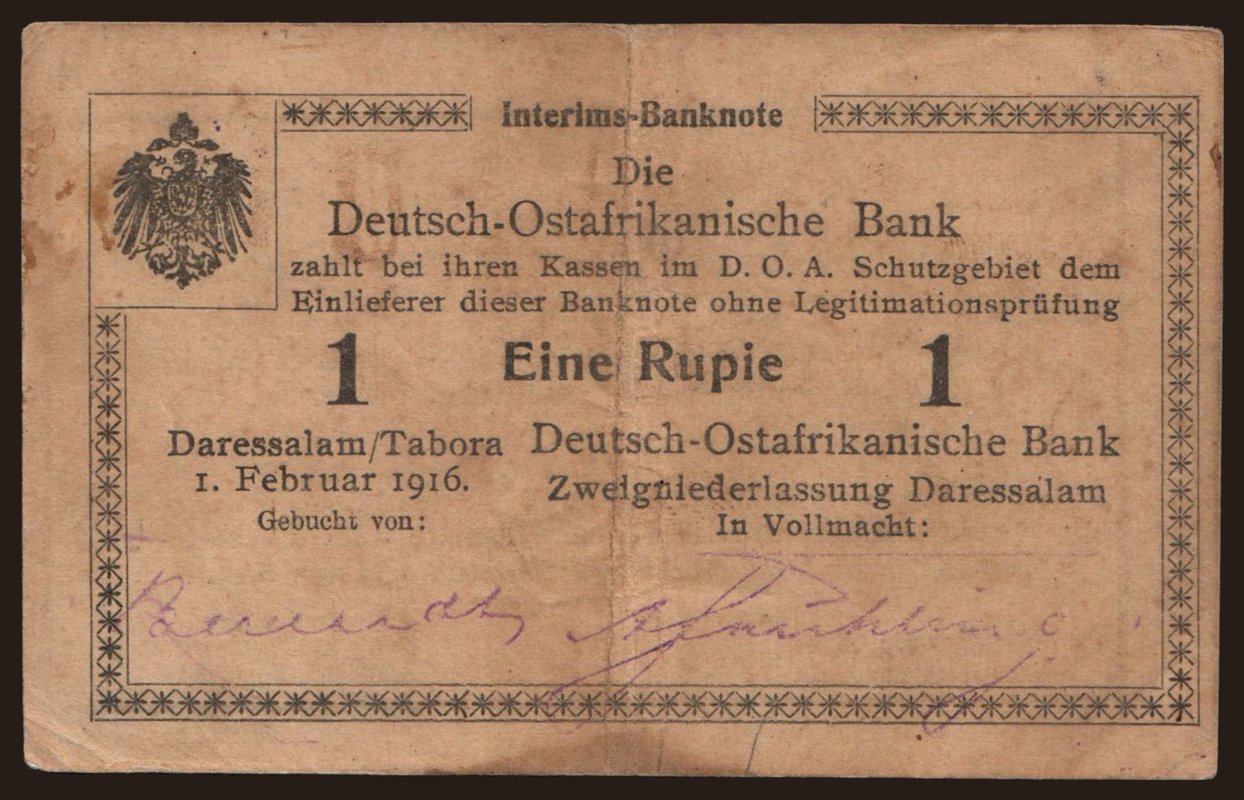 Interims-Banknote
Die
Deutsch-Ostafrikanische Bank
zahlt bei ihren Kassen im D. O. A. Schutzgebiet dem
Einlieferer dieser Banknote ohne Legitimationsprüfung
1 Eine Rupie 1
Daressalam/Tabora
1. Februar 1916.
Gebucht von:
Deutsch-Ostafrikanische Bank
Zweigniederlassung Daressalam
In Vollmacht: